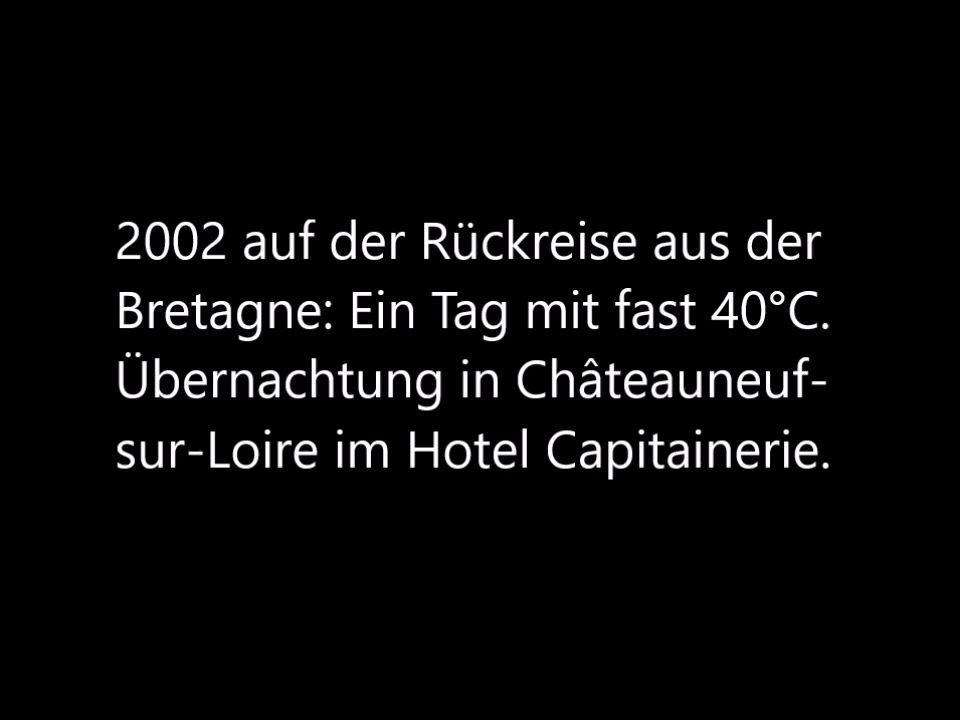 2002 auf der Rückreise aus der
Bretagne: Ein Tag mit fast 40°C.
Übernachtung in Châteauneuf-
sur-Loire im Hotel Capitainerie.